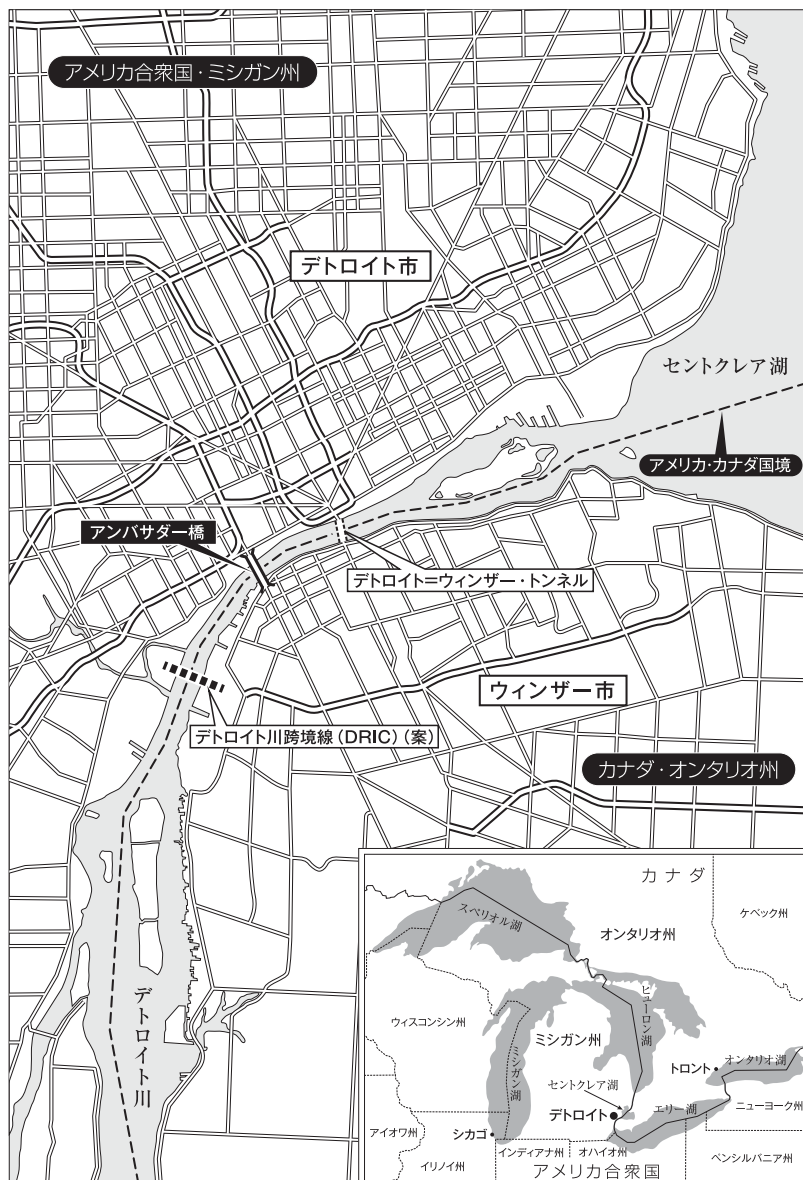 アメリカ合衆国・ミシガン州
デトロイト市
セントクレア湖
アメリカ・カナダ国境
アンバサダー橋
デトロイト=ウィンザー・トンネル
ウィンザー市
デトロイト川跨境線(DRIC)(案)
カナダ・オンタリオ州
デトロイト川
カナダ
ケベック州
スペリオル湖
オンタリオ州
ヒューロン湖
ウィスコンシン州
ミシガン州
ミシガン湖
トロント
オンタリオ湖
セントクレア湖
デトロイト
エリー湖
ニューヨーク州
アイオワ州
シカゴ
イリノイ州
インディアナ州
オハイオ州
ペンシルバニア州
アメリカ合衆国